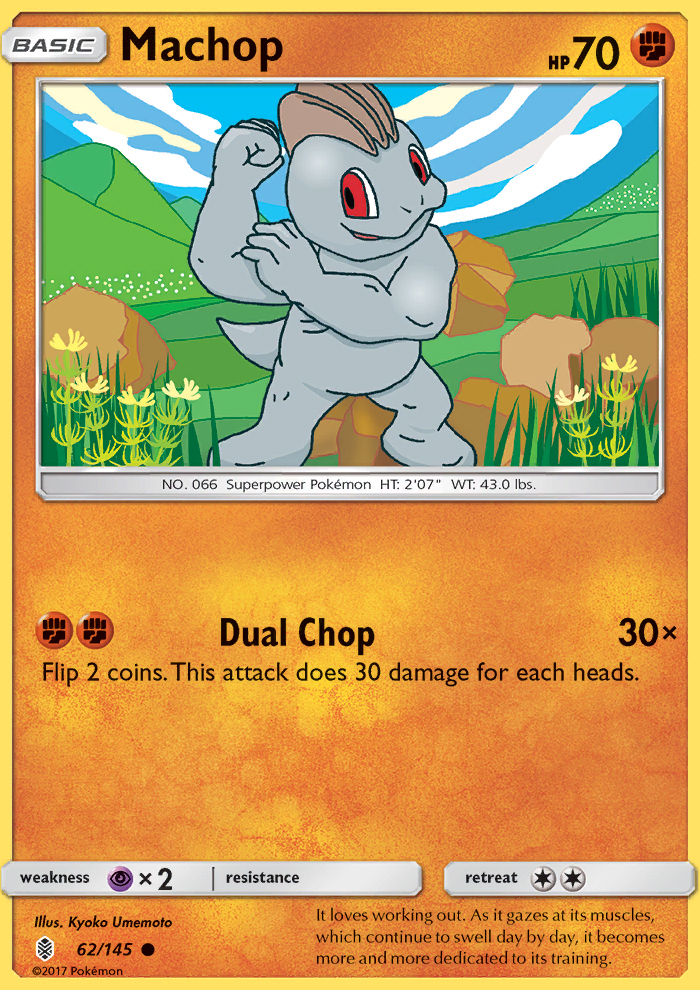 BASIC Machop HP 70
NO. 066 Superpower Pokémon HT: 2'07" WT: 43.0 lbs.
Dual Chop 30×
Flip 2 coins. This attack does 30 damage for each heads.
weakness ×2 resistance retreat
Illus. Kyoko Umemoto
62/145
©2017 Pokémon
It loves working out. As it gazes at its muscles,
which continue to swell day by day, it becomes
more and more dedicated to its training.